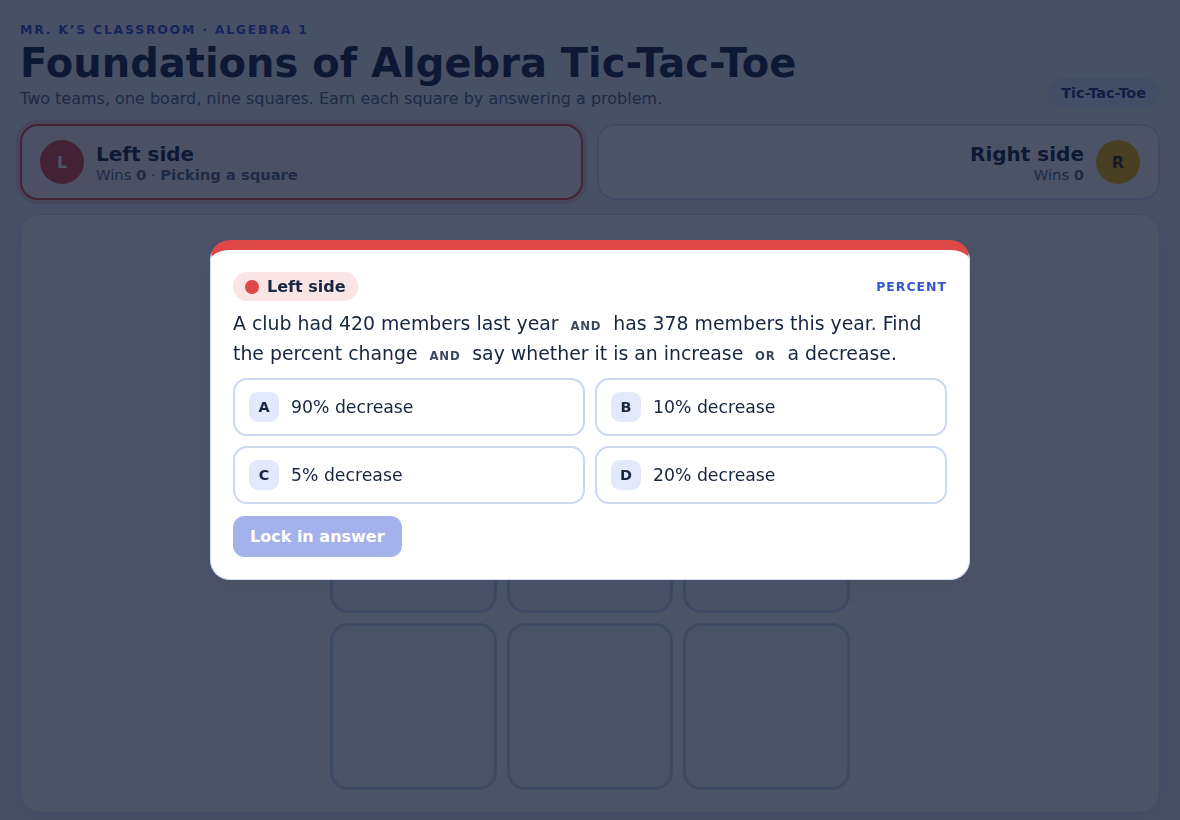 MR. K'S CLASSROOM · ALGEBRA 1
Foundations of Algebra Tic-Tac-Toe
Two teams, one board, nine squares. Earn each square by answering a problem.
Tic-Tac-Toe
L
Left side
Wins 0 · Picking a square
Right side
Wins 0
R
Left side
PERCENT
A club had 420 members last year AND has 378 members this year. Find
the percent change AND say whether it is an increase OR a decrease.
A 90% decrease
B 10% decrease
C 5% decrease
D 20% decrease
Lock in answer